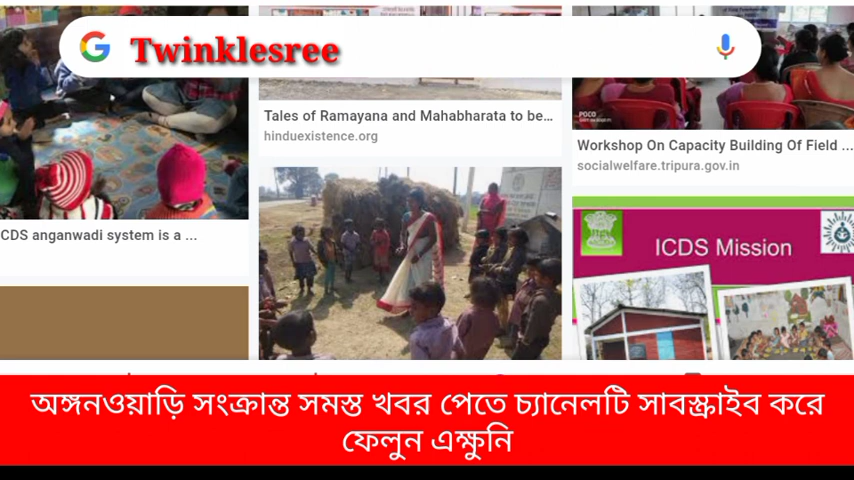 Twinklesree
Tales of Ramayana and Mahabharata to be...
hinduexistence.org
POCO
Workshop On Capacity Building Of Field ...
socialwelfare.tripura.gov.in
CDS anganwadi system is a ...
ICDS Mission
অঙ্গনওয়াড়ি সংক্রান্ত সমস্ত খবর পেতে চ্যানেলটি সাবস্ক্রাইব করে
ফেলুন এক্ষুনি